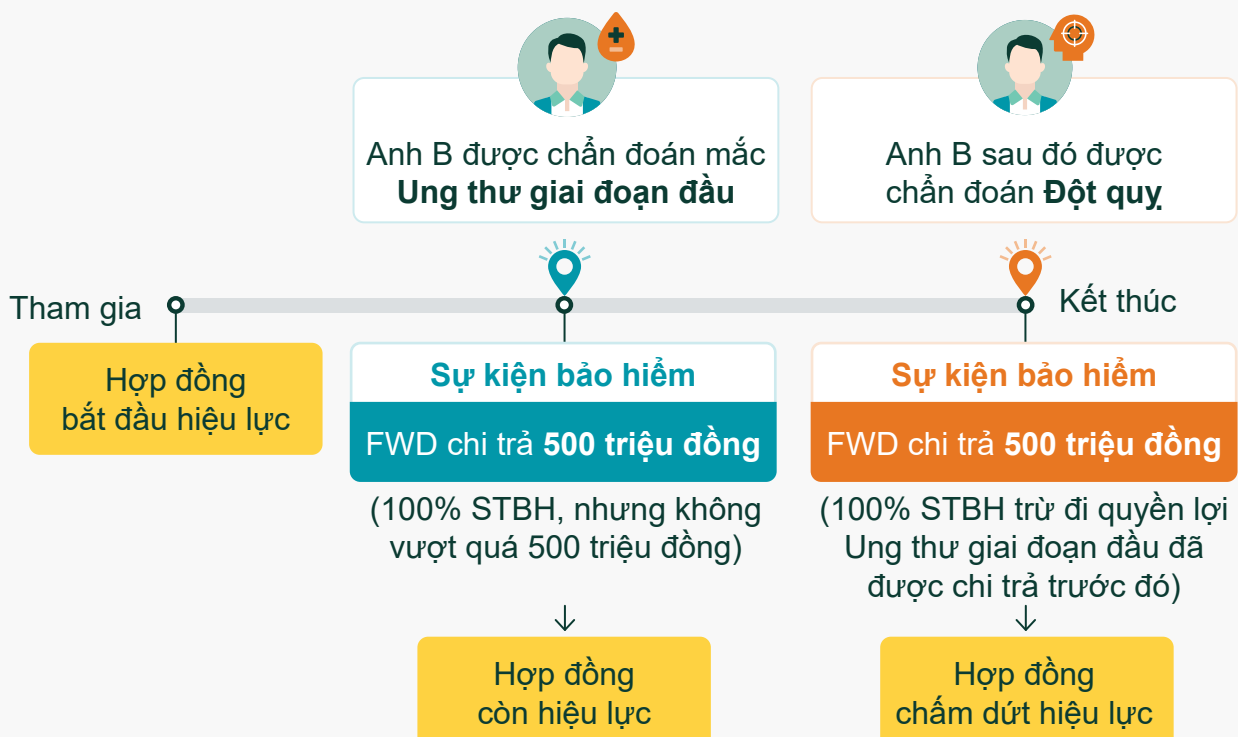 Anh B được chẩn đoán mắc
Ung thư giai đoạn đầu
Anh B sau đó được
chẩn đoán Đột quỵ
Tham gia
Kết thúc
Hợp đồng
bắt đầu hiệu lực
Sự kiện bảo hiểm
FWD chi trả 500 triệu đồng
(100% STBH, nhưng không
vượt quá 500 triệu đồng)
Hợp đồng
còn hiệu lực
Sự kiện bảo hiểm
FWD chi trả 500 triệu đồng
(100% STBH trừ đi quyền lợi
Ung thư giai đoạn đầu đã
được chi trả trước đó)
Hợp đồng
chấm dứt hiệu lực